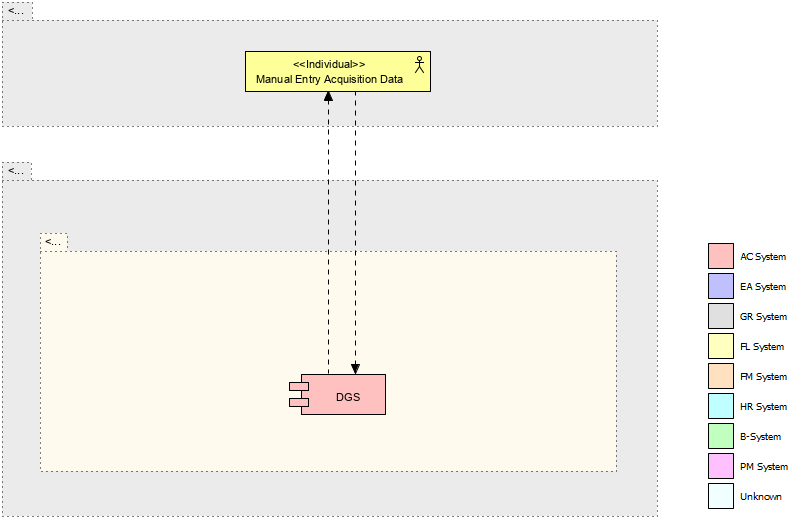 <...
<<Individual>>
Manual Entry Acquisition Data
<...
<...
DGS
AC System
EA System
GR System
FL System
FM System
HR System
B-System
PM System
Unknown